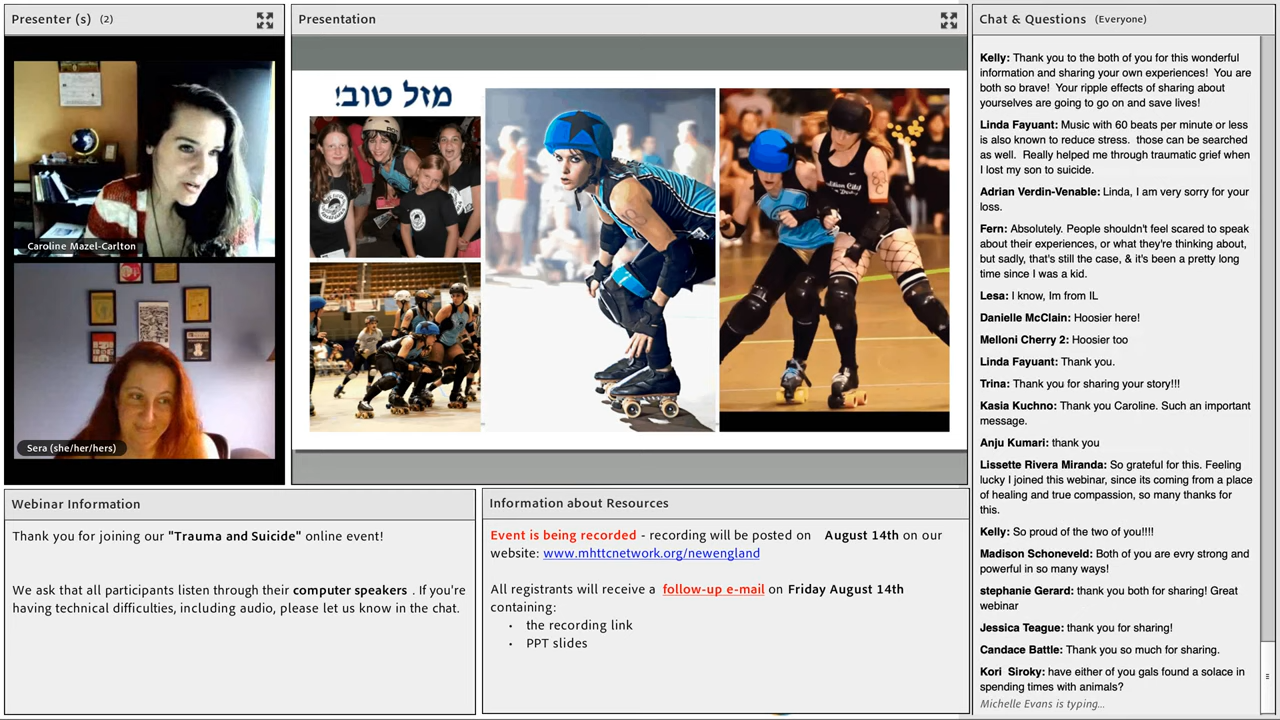 Presenter (s) (2)
Caroline Mazel-Carlton
Sera (she/her/hers)
Presentation
מזל טוב!
Webinar Information
Thank you for joining our "Trauma and Suicide" online event!
We ask that all participants listen through their computer speakers . If you're
having technical difficulties, including audio, please let us know in the chat.
Information about Resources
Event is being recorded - recording will be posted on August 14th on our
website: www.mhttcnetwork.org/newengland
All registrants will receive a follow-up e-mail on Friday August 14th
containing:
• the recording link
• PPT slides
Chat & Questions (Everyone)
Kelly: Thank you to the both of you for this wonderful
information and sharing your own experiences! You are
both so brave! Your ripple effects of sharing about
yourselves are going to go on and save lives!
Linda Fayuant: Music with 60 beats per minute or less
is also known to reduce stress. those can be searched
as well. Really helped me through traumatic grief when
I lost my son to suicide.
Adrian Verdin-Venable: Linda, I am very sorry for your
loss.
Fern: Absolutely. People shouldn't feel scared to speak
about their experiences, or what they're thinking about,
but sadly, that's still the case, & it's been a pretty long
time since I was a kid.
Lesa: I know, Im from IL
Danielle McClain: Hoosier here!
Melloni Cherry 2: Hoosier too
Linda Fayuant: Thank you.
Trina: Thank you for sharing your story!!!
Kasia Kuchno: Thank you Caroline. Such an important
message.
Anju Kumari: thank you
Lissette Rivera Miranda: So grateful for this. Feeling
lucky I joined this webinar, since its coming from a place
of healing and true compassion, so many thanks for
this.
Kelly: So proud of the two of you!!!!
Madison Schoneveld: Both of you are evry strong and
powerful in so many ways!
stephanie Gerard: thank you both for sharing! Great
webinar
Jessica Teague: thank you for sharing!
Candace Battle: Thank you so much for sharing.
Kori Siroky: have either of you gals found a solace in
spending times with animals?
Michelle Evans is typing...